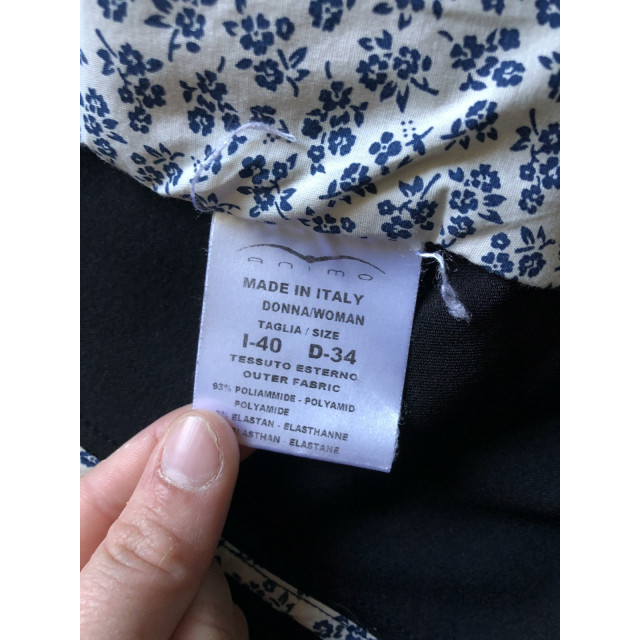 animo
MADE IN ITALY
DONNA/WOMAN
TAGLIA / SIZE
I-40 D-34
TESSUTO ESTERNO
OUTER FABRIC
93% POLIAMMIDE - POLYAMID
POLYAMIDE
ELASTAN - ELASTHANNE
ELASTANE